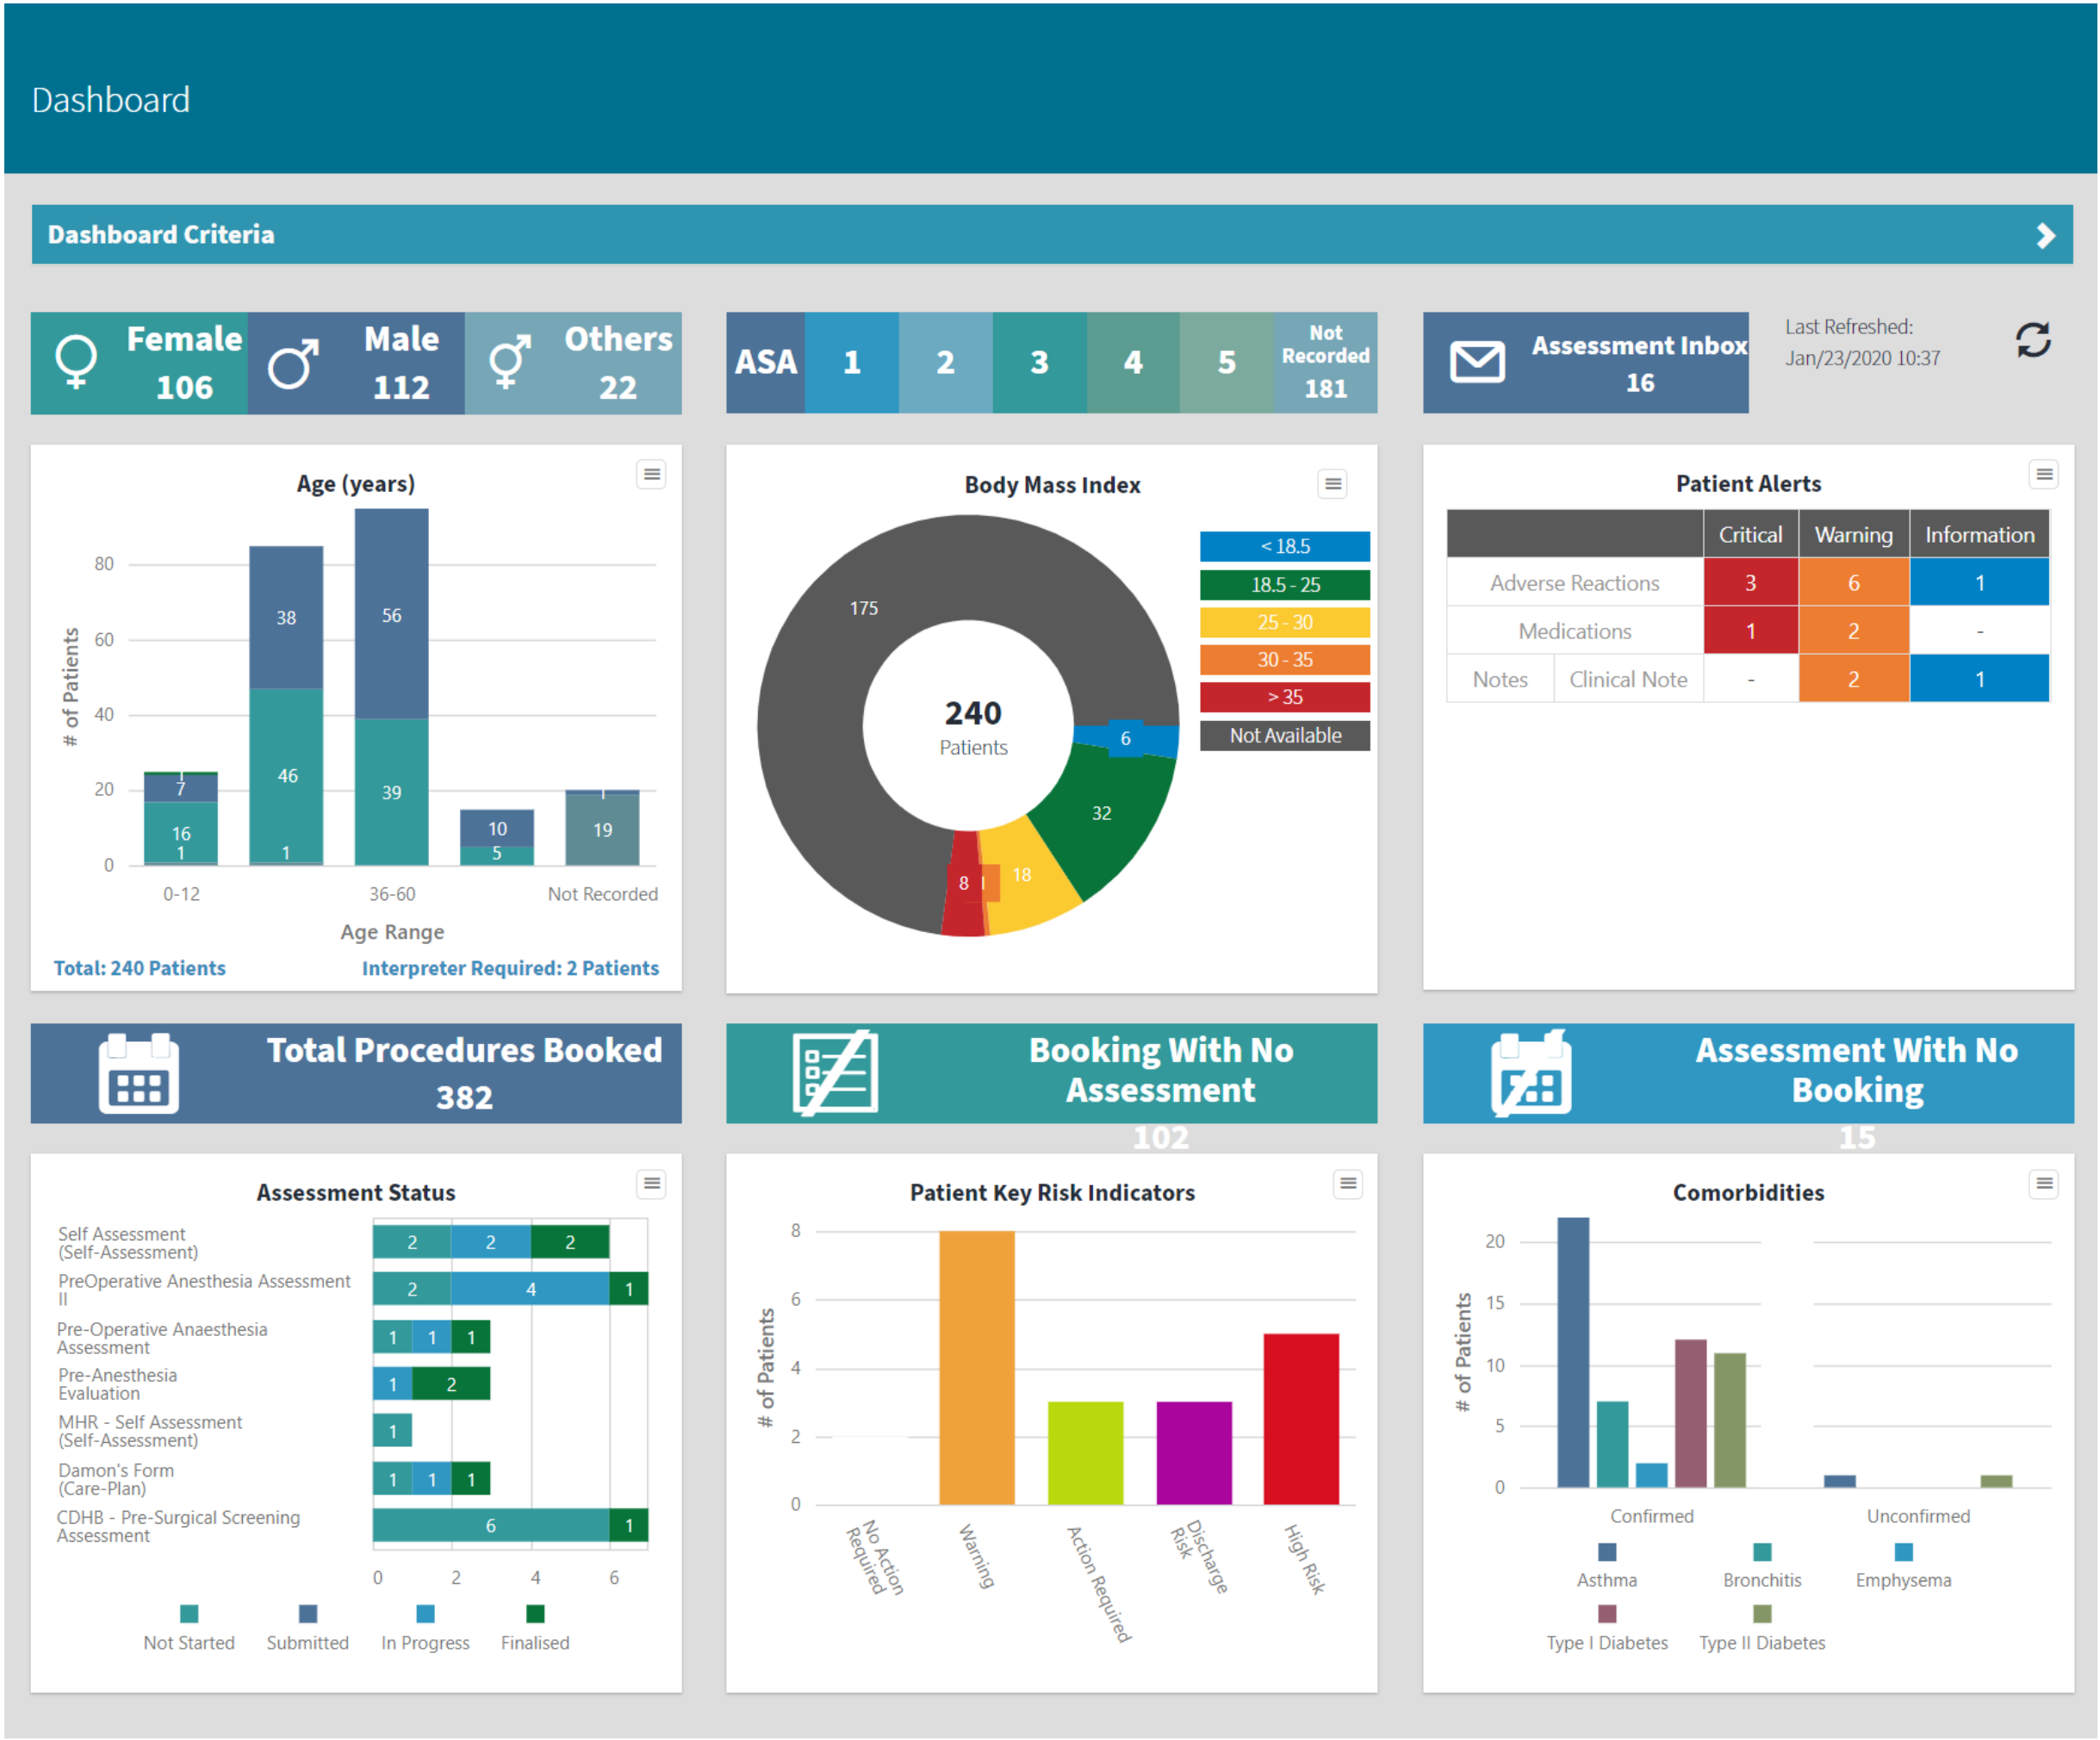 Dashboard
Dashboard Criteria
Female
106
Male
112
Others
22
ASA
1
2
3
4
5
Not
Recorded
181
Assessment Inbox
16
Last Refreshed:
Jan/23/2020 10:37
Age (years)
# of Patients
80
60
40
20
0
1
7
16
1
38
46
1
56
39
10
5
1
19
0-12
36-60
Not Recorded
Age Range
Total: 240 Patients
Interpreter Required: 2 Patients
Body Mass Index
175
240
Patients
6
32
18
1
8
< 18.5
18.5 - 25
25 - 30
30 - 35
> 35
Not Available
Patient Alerts
Critical Warning Information
Adverse Reactions 3 6 1
Medications 1 2 -
Notes Clinical Note - 2 1
Total Procedures Booked
382
Booking With No
Assessment
102
Assessment With No
Booking
15
Assessment Status
Self Assessment
(Self-Assessment)
2 2 2
PreOperative Anesthesia Assessment
II
2 4 1
Pre-Operative Anaesthesia
Assessment
1 1 1
Pre-Anesthesia
Evaluation
1 2
MHR - Self Assessment
(Self-Assessment)
1
Damon's Form
(Care-Plan)
1 1 1
CDHB - Pre-Surgical Screening
Assessment
6 1
0 2 4 6
Not Started
Submitted
In Progress
Finalised
Patient Key Risk Indicators
# of Patients
8
6
4
2
0
No Action
Required
Warning
Action Required
Discharge
Risk
High Risk
Comorbidities
# of Patients
20
15
10
5
0
Confirmed
Unconfirmed
Asthma
Bronchitis
Emphysema
Type I Diabetes
Type II Diabetes